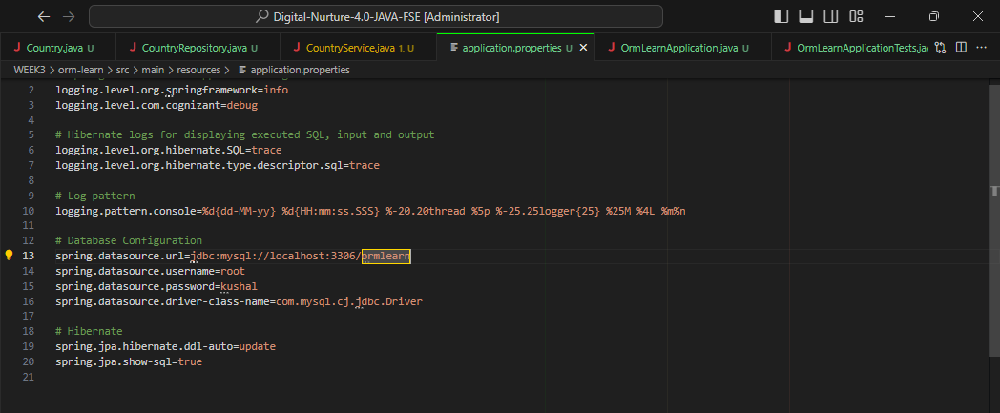 Digital-Nurture-4.0-JAVA-FSE [Administrator]
J Country.java U
J CountryRepository.java U
J CountryService.java 1, U
application.properties U
J OrmLearnApplication.java U
J OrmLearnApplicationTests.java
WEEK3 > orm-learn > src > main > resources > application.properties
2 logging.level.org.springframework=info
3 logging.level.com.cognizant=debug
4
5 # Hibernate logs for displaying executed SQL, input and output
6 logging.level.org.hibernate.SQL=trace
7 logging.level.org.hibernate.type.descriptor.sql=trace
8
9 # Log pattern
10 logging.pattern.console=%d{dd-MM-yy} %d{HH:mm:ss.SSS} %-20.20thread %5p %-25.25logger{25} %25M %4L %m%n
11
12 # Database Configuration
13 spring.datasource.url=jdbc:mysql://localhost:3306/ormlearn
14 spring.datasource.username=root
15 spring.datasource.password=kushal
16 spring.datasource.driver-class-name=com.mysql.cj.jdbc.Driver
17
18 # Hibernate
19 spring.jpa.hibernate.ddl-auto=update
20 spring.jpa.show-sql=true
21